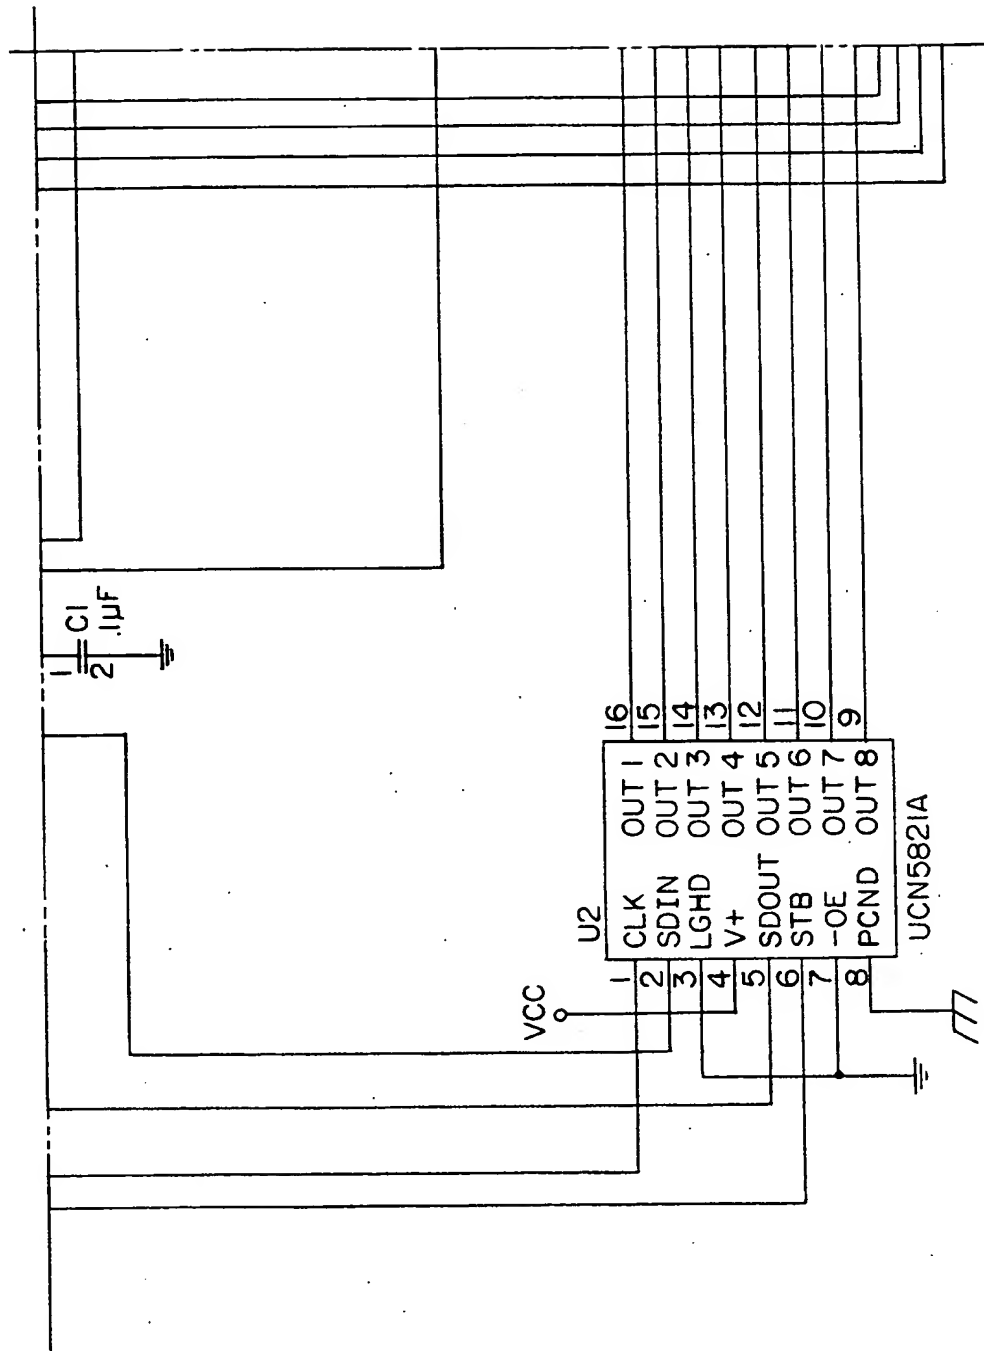 1 C1
2 .1µF
VCC
U2
1 CLK OUT 1 16
2 SDIN OUT 2 15
3 LGHD OUT 3 14
4 V+ OUT 4 13
5 SDOUT OUT 5 12
6 STB OUT 6 11
7 -OE OUT 7 10
8 PCND OUT 8 9
UCN5821A